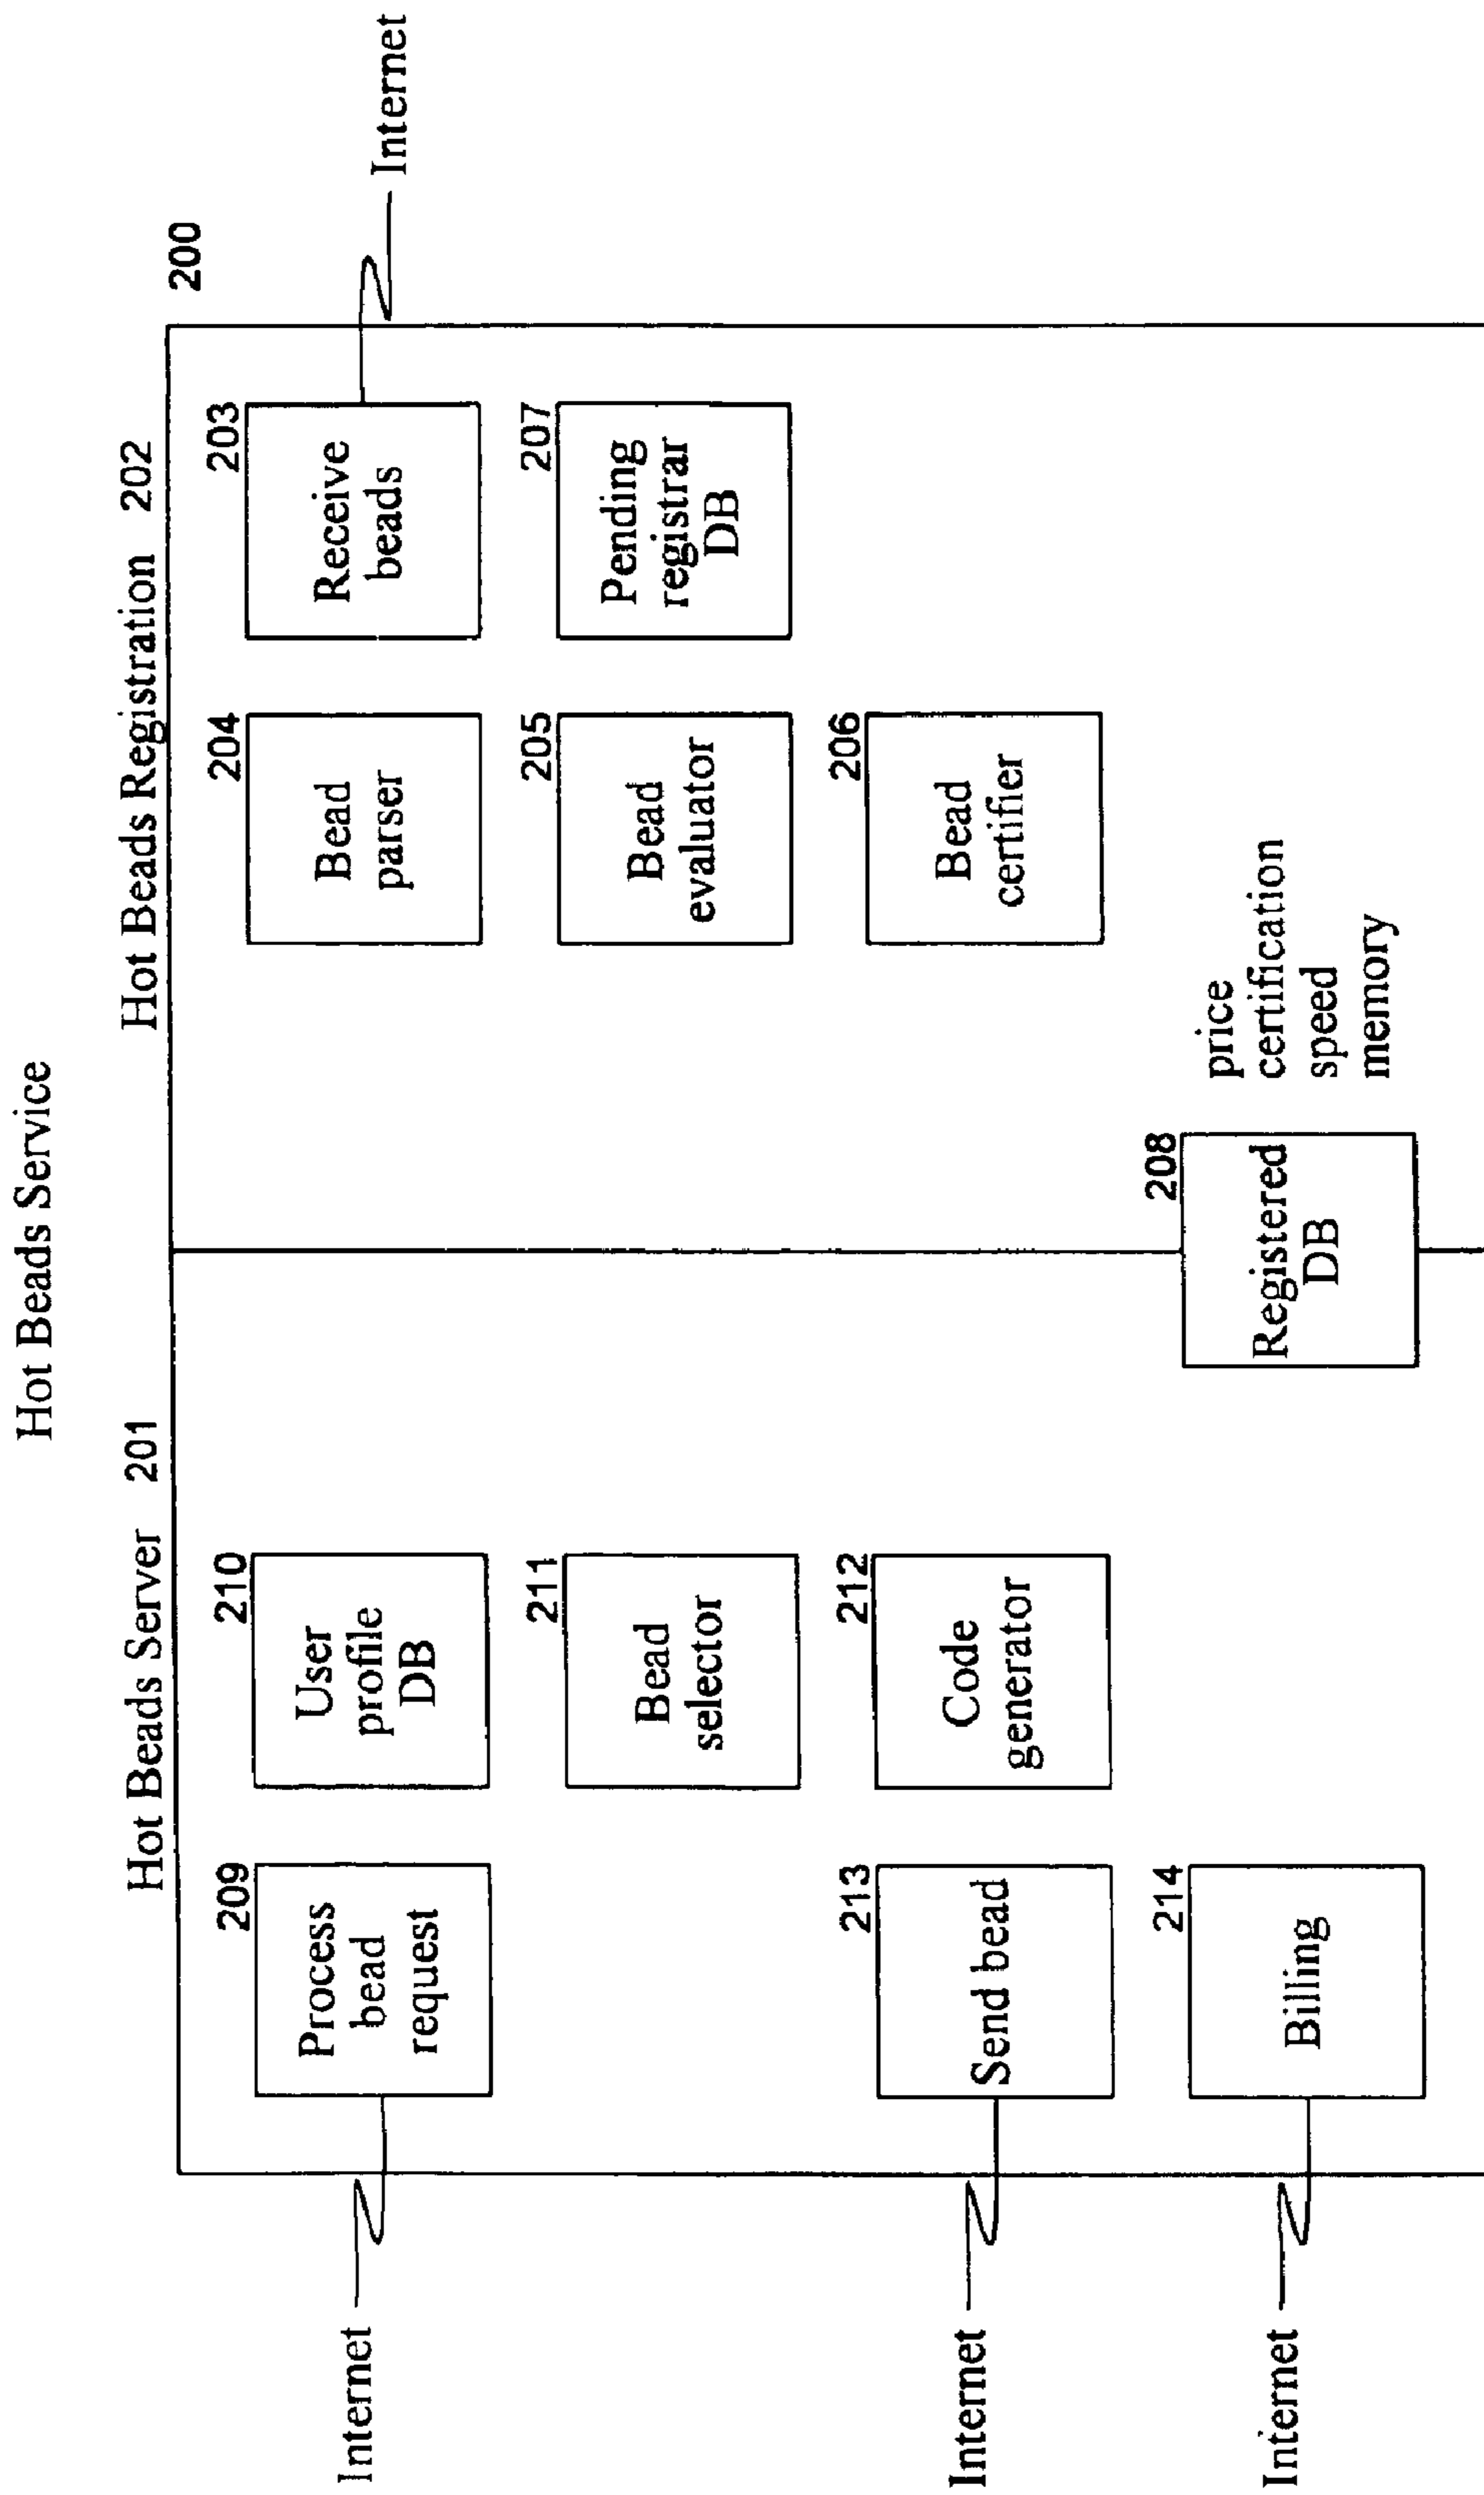 Hot Beads Service
Hot Beads Server 201
Hot Beads Registration 202
200
209
Process
bead
request
Internet
210
User
profile
DB
204
Bead
parser
203
Receive
beads
Internet
211
Bead
selector
205
Bead
evaluator
207
Pending
registrar
DB
213
Send bead
Internet
212
Code
generator
206
Bead
certifier
214
Billing
Internet
208
Registered
DB
price
certification
speed
memory